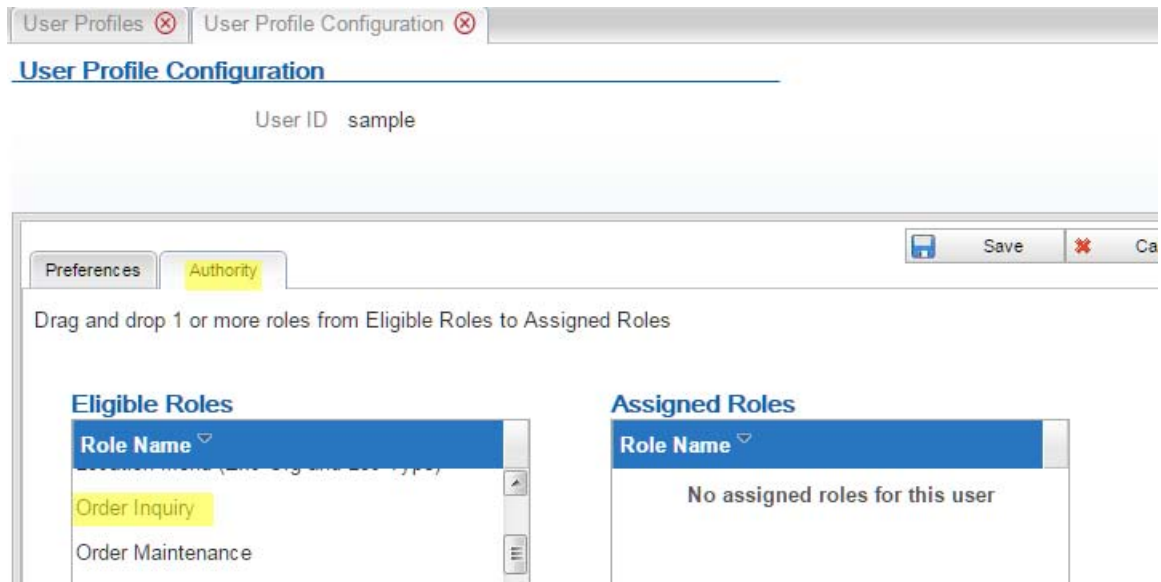 User Profiles User Profile Configuration
User Profile Configuration
User ID sample
Save Ca
Preferences Authority
Drag and drop 1 or more roles from Eligible Roles to Assigned Roles
Eligible Roles Assigned Roles
Role Name Role Name
No assigned roles for this user
Order Inquiry
Order Maintenance